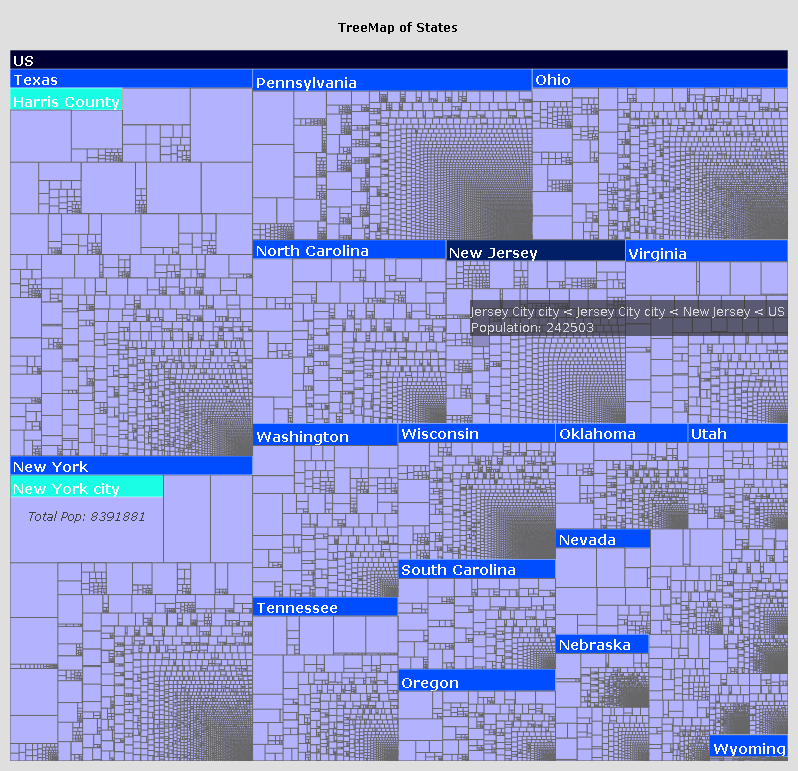 TreeMap of States
US
Texas
Pennsylvania
Ohio
Harris County
North Carolina
New Jersey
Virginia
Jersey City city < Jersey City city < New Jersey < US
Population: 242503
Washington
Wisconsin
Oklahoma
Utah
New York
New York city
Total Pop: 8391881
Nevada
South Carolina
Tennessee
Nebraska
Oregon
Wyoming